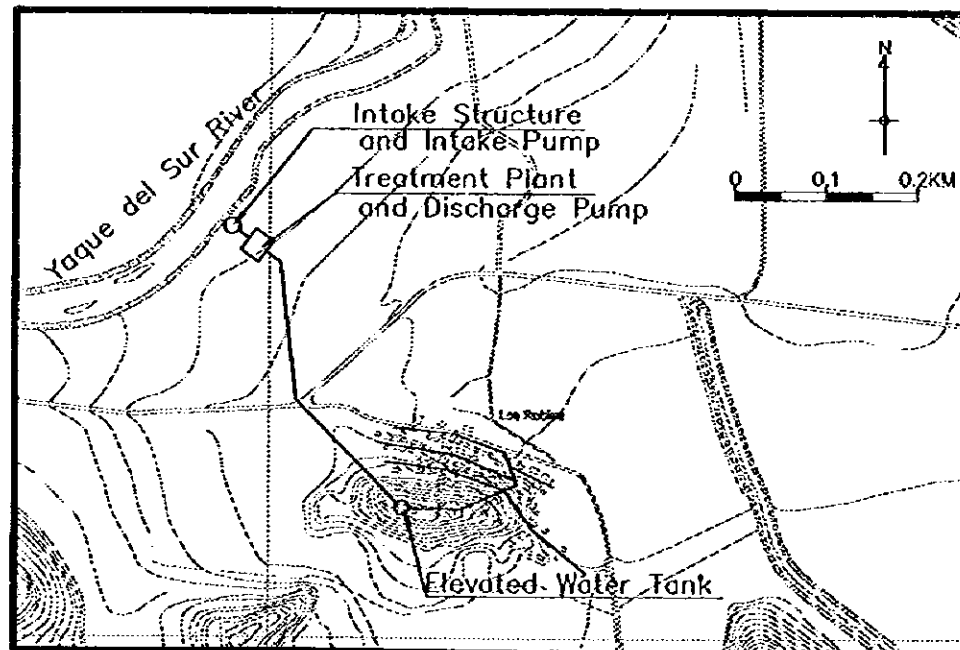 N
Intake Structure
and Intake Pump
Yaque del Sur River
Treatment Plant
and Discharge Pump
0 0.1 0.2KM
Los
Elevated Water Tank